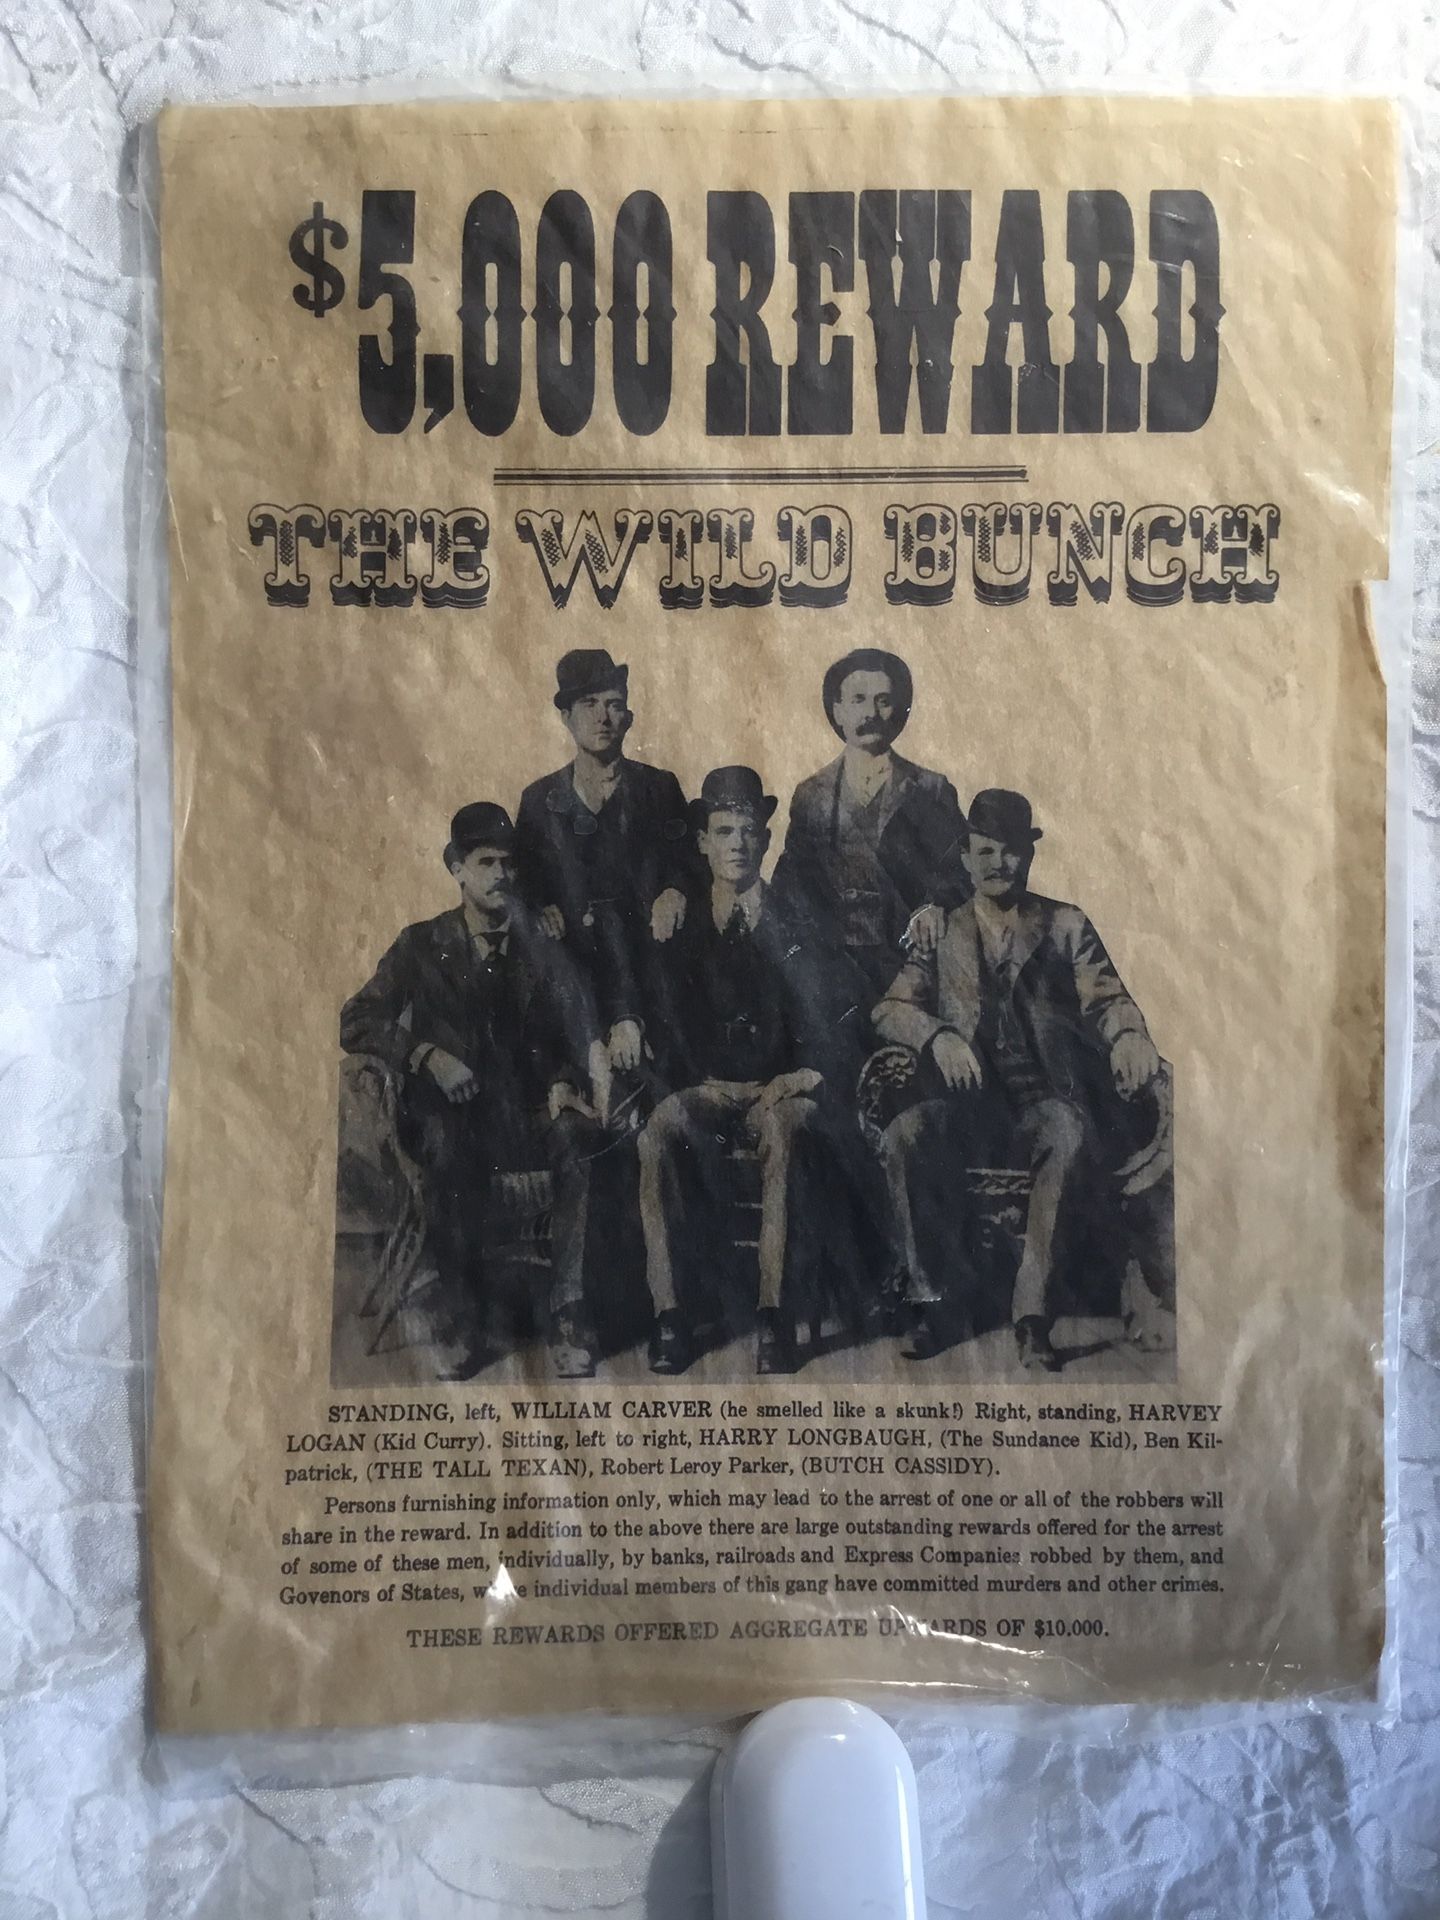 $5,000 REWARD
THE WILD BUNCH
STANDING, left, WILLIAM CARVER (he smelled like a skunk!) Right, standing, HARVEY
LOGAN (Kid Curry). Sitting, left to right, HARRY LONGBAUGH, (The Sundance Kid), Ben Kil-
patrick, (THE TALL TEXAN), Robert Leroy Parker, (BUTCH CASSIDY).
Persons furnishing information only, which may lead to the arrest of one or all of the robbers will
share in the reward. In addition to the above there are large outstanding rewards offered for the arrest
of some of these men, individually, by banks, railroads and Express Companies robbed by them, and
Govenors of States, individual members of this gang have committed murders and other crimes.
THESE REWARDS OFFERED AGGREGATE UPWARDS OF $10.000.